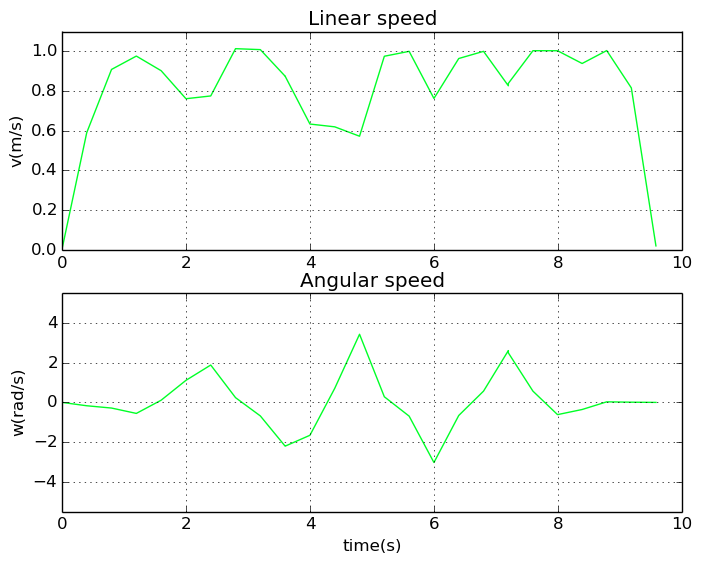 Linear speed
v(m/s)
1.0
0.8
0.6
0.4
0.2
0.0
0 2 4 6 8 10
Angular speed
w(rad/s)
4
2
0
−2
−4
0 2 4 6 8 10
time(s)